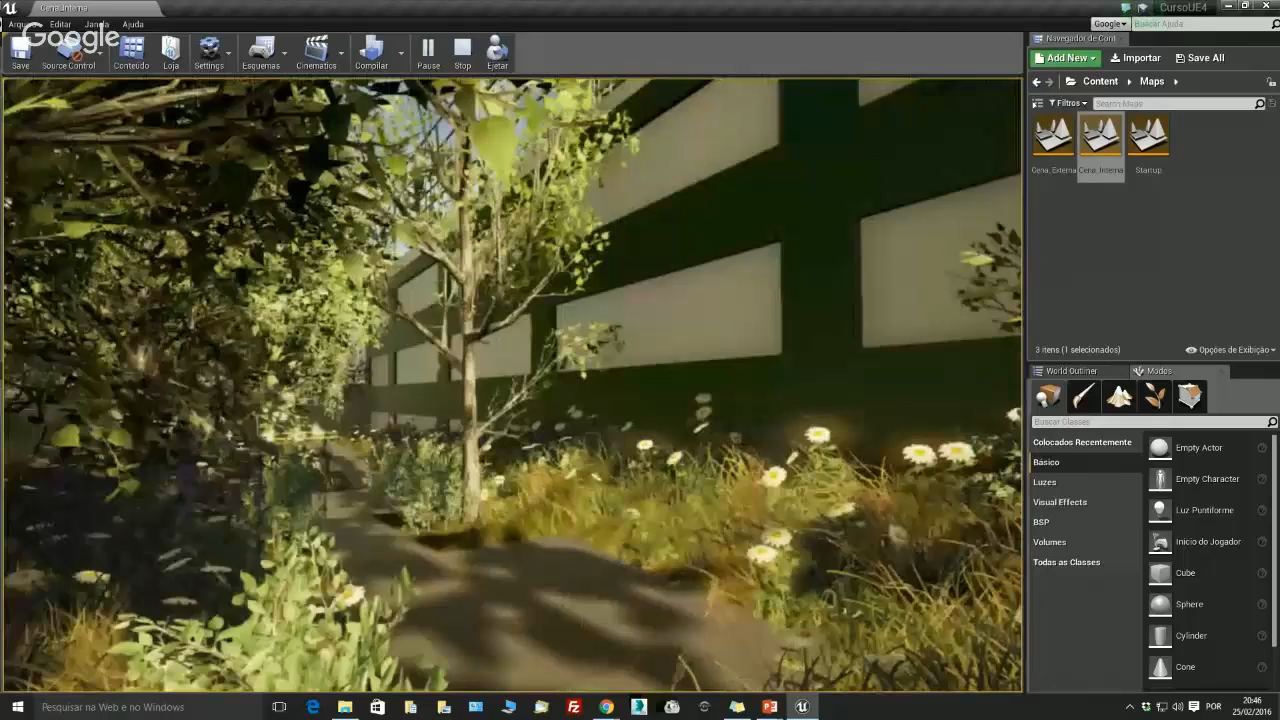 Cena_Interna
CursoUE4
Editar
Ajuda
Google
Google
Buscar Ajuda
Save
Source Control
Conteúdo
Loja
Settings
Esquemas
Cinematics
Compilar
Pause
Stop
Ejetar
Navegador de Cont
Add New
Importar
Save All
Content
Maps
Filtros
Search Maps
Cena_Externa
Cena_Interna
Startup
3 itens (1 selecionados)
Opções de Exibição
World Outliner
Modos
Buscar Classes
Colocados Recentemente
Básico
Luzes
Visual Effects
BSP
Volumes
Todas as Classes
Empty Actor
Empty Character
Luz Puntiforme
Inicio do Jogador
Cube
Sphere
Cylinder
Cone
Pesquisar na Web e no Windows
POR
20:46
25/02/2016